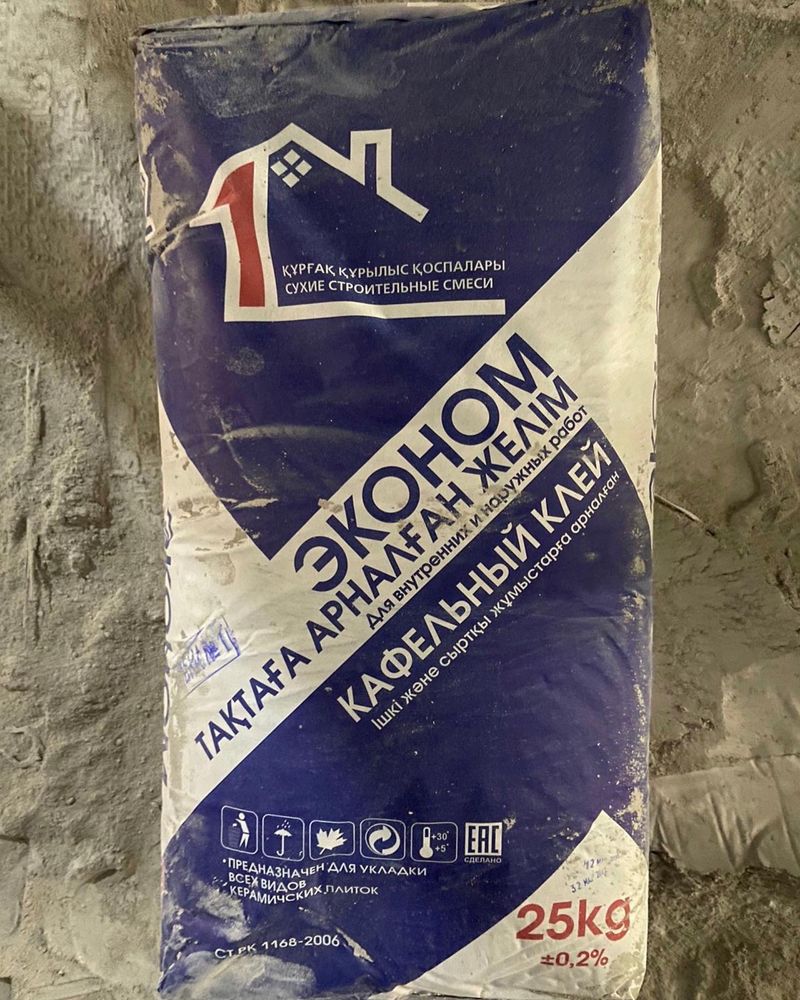 1
ҚҰРҒАҚ ҚҰРЫЛЫС ҚОСПАЛАРЫ
СУХИЕ СТРОИТЕЛЬНЫЕ СМЕСИ
ЭКОНОМ
ТАҚТАҒА АРНАЛҒАН ЖЕЛІМ
Для внутренних и наружных работ
КАФЕЛЬНЫЙ КЛЕЙ
Ішкі және сыртқы жұмыстарға арналған
+30°
+5°
EAC
СДЕЛАНО
•ПРЕДНАЗНАЧЕН ДЛЯ УКЛАДКИ
ВСЕХ ВИДОВ
КЕРАМИЧСКИХ ПЛИТОК
СТ РК 1168-2006
25kg
±0,2%